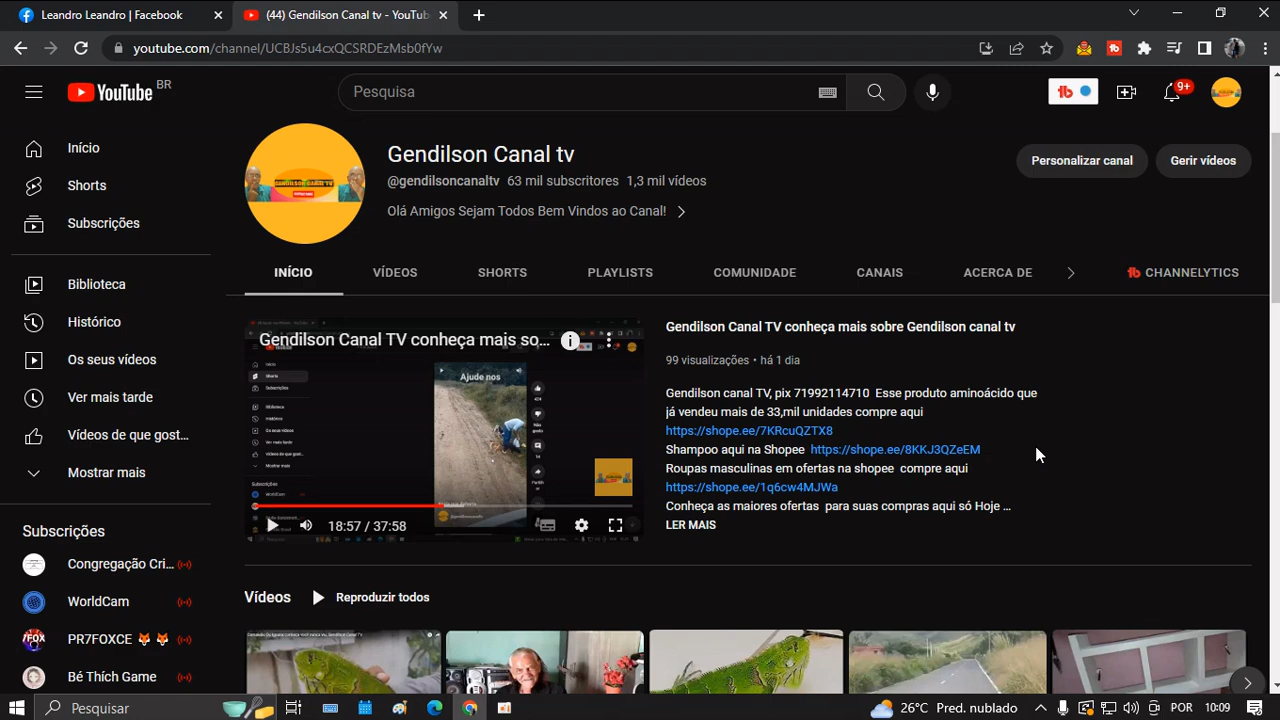 Leandro Leandro | Facebook
(44) Gendilson Canal tv - YouTub
youtube.com/channel/UCBJs5u4cxQCSRDEzMsb0fYw
YouTube BR
Pesquisa
9+
Início
Shorts
Subscrições
Biblioteca
Histórico
Os seus vídeos
Ver mais tarde
Vídeos de que gost...
Mostrar mais
Subscrições
Congregação Cri...
WorldCam
PR7FOXCE
Bé Thích Game
Gendilson Canal tv
@gendilsoncanaltv 63 mil subscritores 1,3 mil vídeos
Olá Amigos Sejam Todos Bem Vindos ao Canal!
Personalizar canal
Gerir vídeos
INÍCIO
VÍDEOS
SHORTS
PLAYLISTS
COMUNIDADE
CANAIS
ACERCA DE
CHANNELYTICS
Gendilson Canal TV conheça mais so...
Ajude nos
18:57 / 37:58
Gendilson Canal TV conheça mais sobre Gendilson canal tv
99 visualizações • há 1 dia
Gendilson canal TV, pix 71992114710 Esse produto aminoácido que
já vendeu mais de 33,mil unidades compre aqui
https://shope.ee/7KRcuQZTX8
Shampo aqui na Shopee https://shope.ee/8KKJ3QZeEM
Roupas masculinas em ofertas na shopee compre aqui
https://shope.ee/1q6cw4MJWa
Conheça as maiores ofertas para suas compras aqui só Hoje ...
LER MAIS
Vídeos
Reproduzir todos
Pesquisar
26°C Pred. nublado
POR
10:09